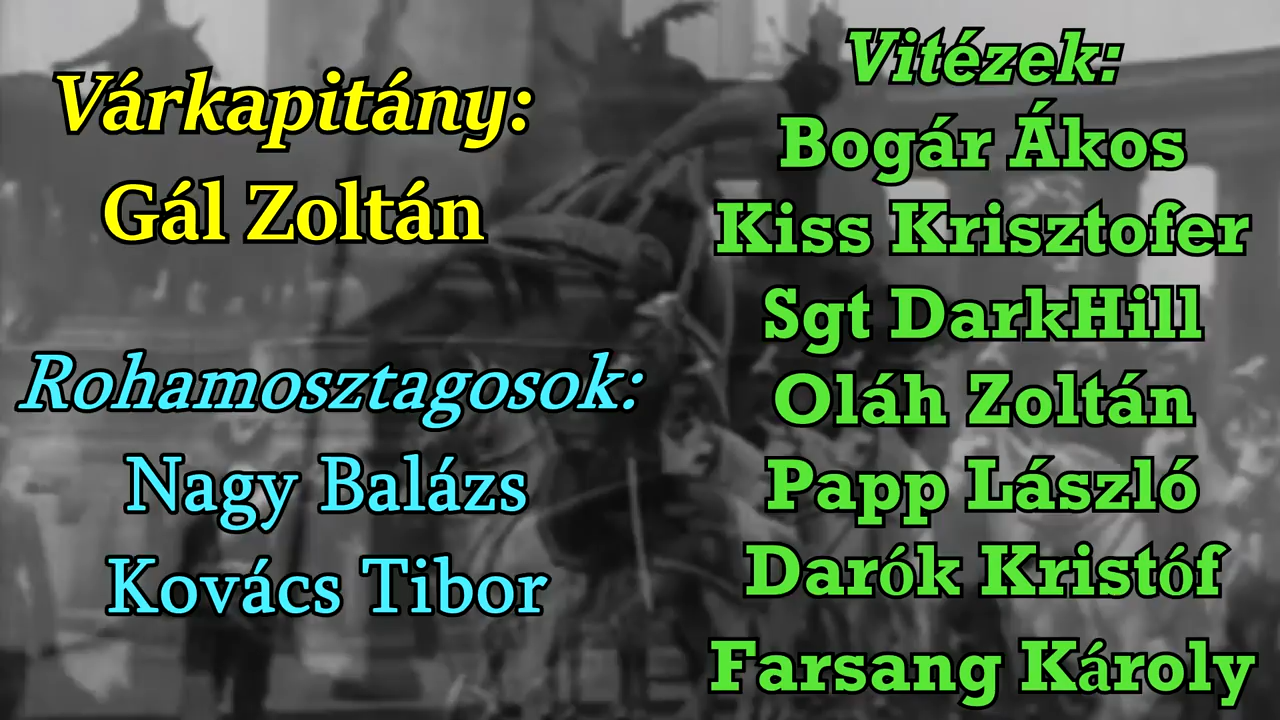 Várkapitány:
Gál Zoltán
Rohamosztagosok:
Nagy Balázs
Kovács Tibor
Vitézek:
Bogár Ákos
Kiss Krisztofer
Sgt DarkHill
Oláh Zoltán
Papp László
Darók Kristóf
Farsang Károly